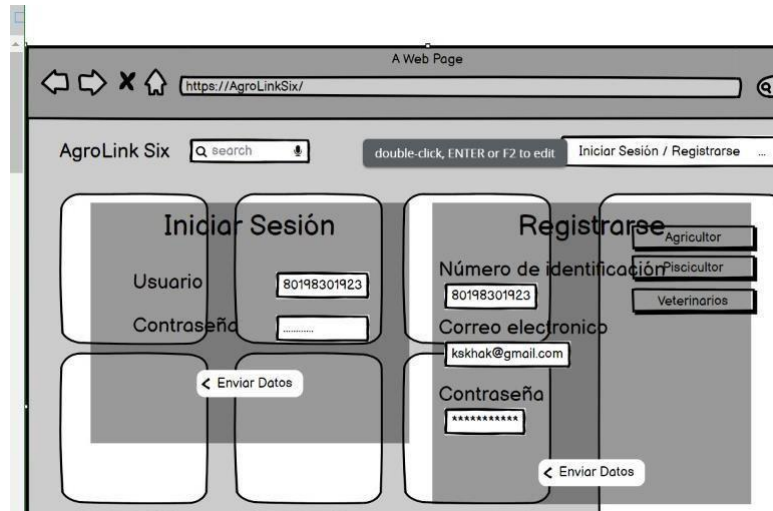 A Web Page
https://AgroLinkSix/
AgroLink Six
search
double-click, ENTER or F2 to edit
Iniciar Sesión / Registrarse ...
Iniciar Sesión
Usuario
80198301923
Contraseña
............
Enviar Datos
Registrarse
Número de identificación
80198301923
Correo electronico
kskhak@gmail.com
Contraseña
***********
Enviar Datos
Agricultor
Piscicultor
Veterinarios